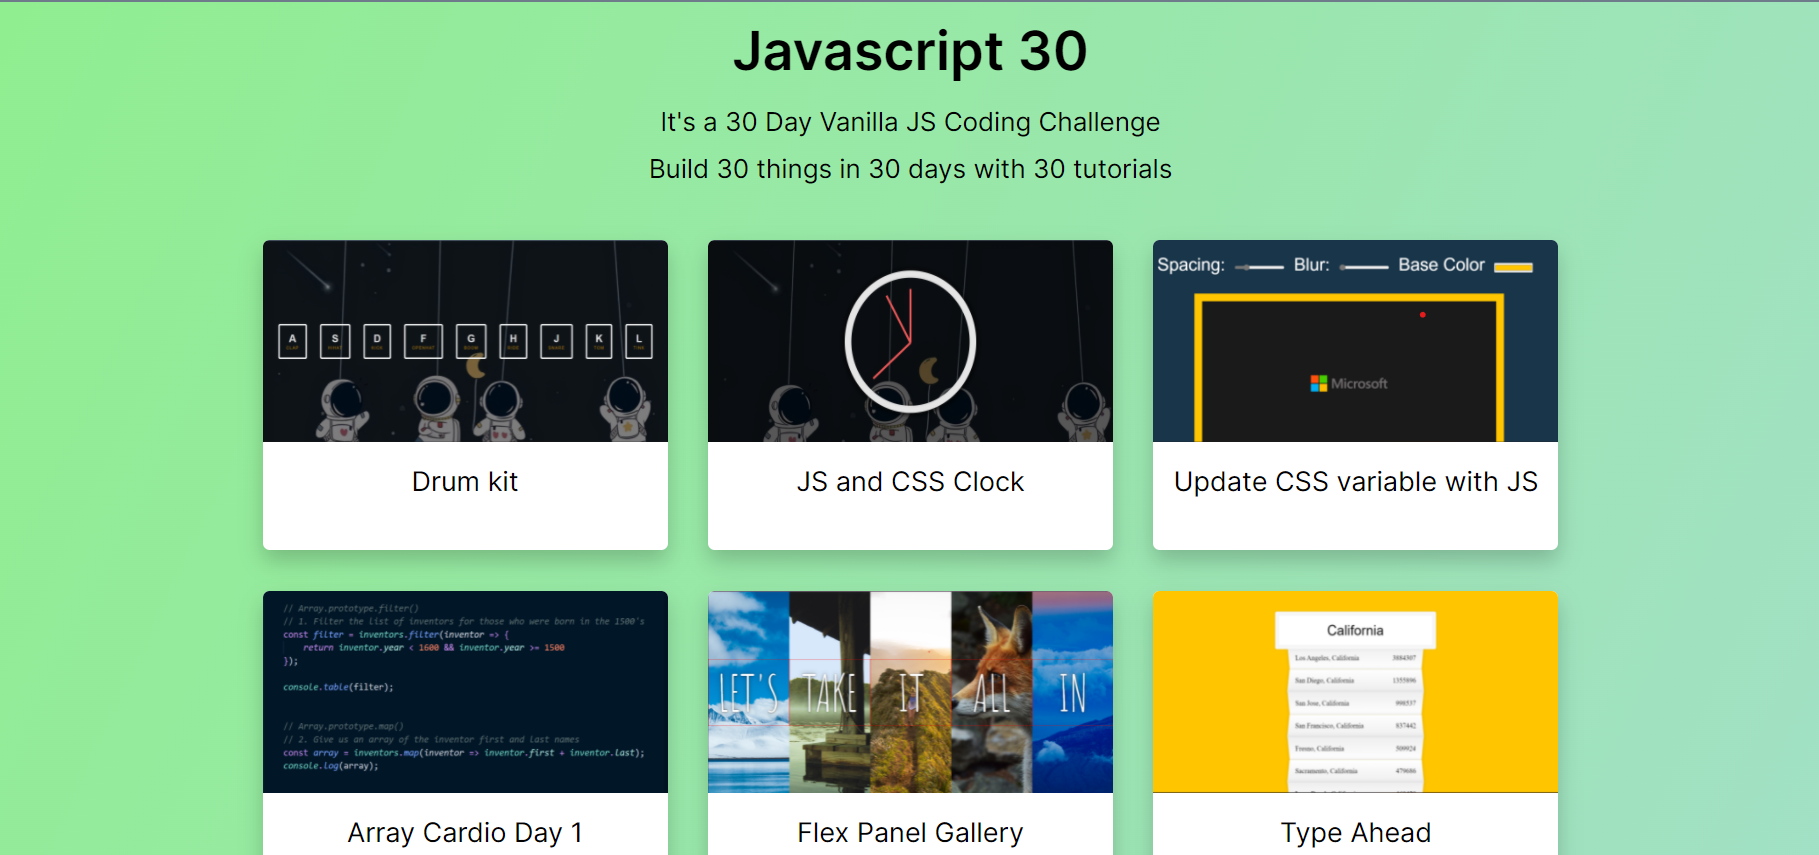 Javascript 30
It's a 30 Day Vanilla JS Coding Challenge
Build 30 things in 30 days with 30 tutorials
A S D F G H J K L
Drum kit
JS and CSS Clock
Spacing: Blur: Base Color
Microsoft
Update CSS variable with JS
// Array.prototype.filter()
// 1. Filter the list of inventors for those who were born in the 1500's
const filter = inventors.filter(inventor => {
return inventor.year < 1600 && inventor.year >= 1500
});
console.table(filter);
// Array.prototype.map()
// 2. Give us an array of the inventor first and last names
const array = inventors.map(inventor => inventor.first + inventor.last);
console.log(array);
Array Cardio Day 1
LET'S TAKE IT ALL IN
Flex Panel Gallery
California
Los Angeles, California 3884307
San Diego, California 1355896
San Jose, California 998537
San Francisco, California 837442
Fresno, California 509924
Sacramento, California 479686
Type Ahead